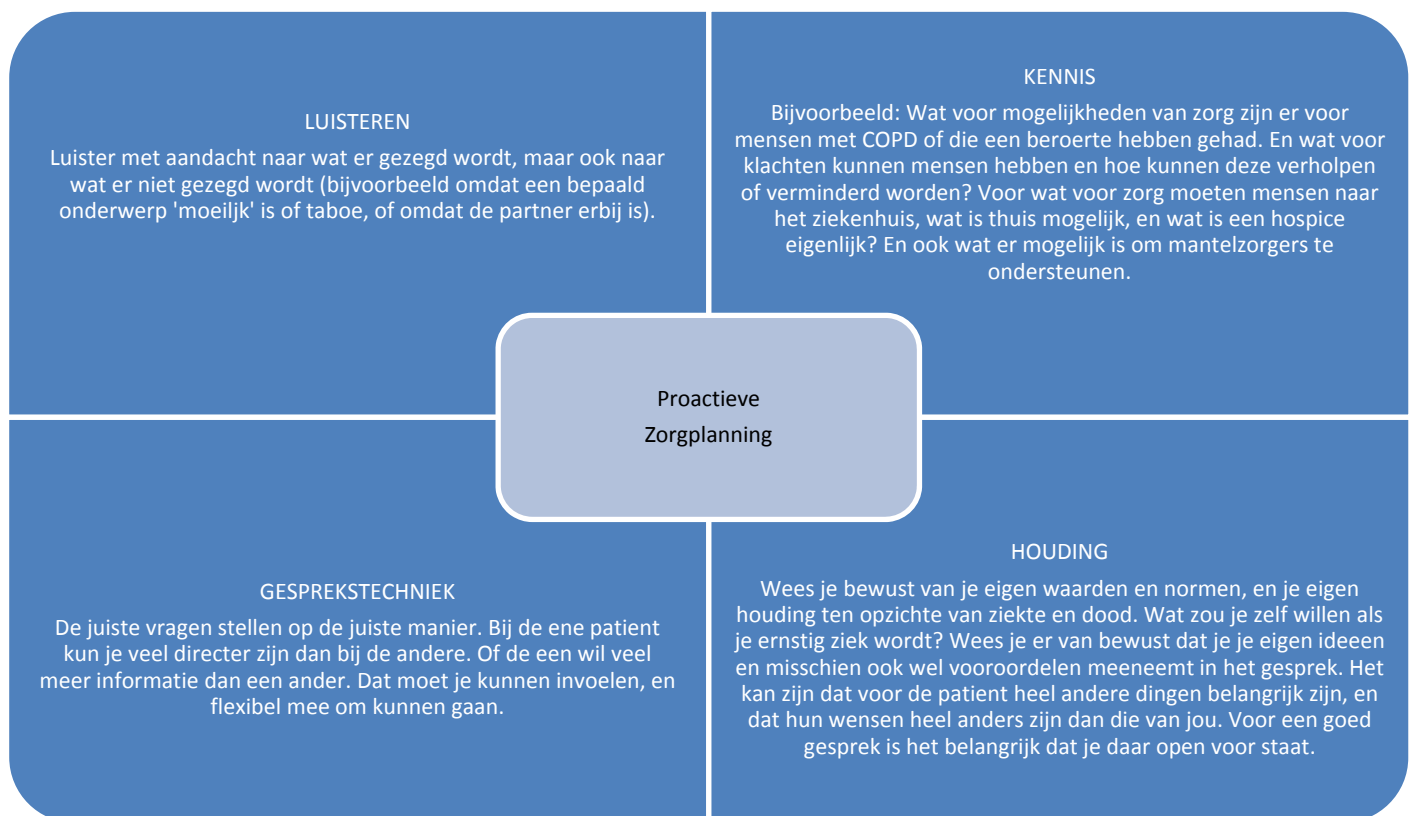 LUISTEREN
Luister met aandacht naar wat er gezegd wordt, maar ook naar
wat er niet gezegd wordt (bijvoorbeeld omdat een bepaald
onderwerp 'moeiljk' is of taboe, of omdat de partner erbij is).
KENNIS
Bijvoorbeeld: Wat voor mogelijkheden van zorg zijn er voor
mensen met COPD of die een beroerte hebben gehad. En wat voor
klachten kunnen mensen hebben en hoe kunnen deze verholpen
of verminderd worden? Voor wat voor zorg moeten mensen naar
het ziekenhuis, wat is thuis mogelijk, en wat is een hospice
eigenlijk? En ook wat er mogelijk is om mantelzorgers te
ondersteunen.
Proactieve
Zorgplanning
GESPREKSTECHNIEK
De juiste vragen stellen op de juiste manier. Bij de ene patient
kun je veel directer zijn dan bij de andere. Of de een wil veel
meer informatie dan een ander. Dat moet je kunnen invoelen, en
flexibel mee om kunnen gaan.
HOUDING
Wees je bewust van je eigen waarden en normen, en je eigen
houding ten opzichte van ziekte en dood. Wat zou je zelf willen als
je ernstig ziek wordt? Wees je er van bewust dat je je eigen ideeen
en misschien ook wel vooroordelen meeneemt in het gesprek. Het
kan zijn dat voor de patient heel andere dingen belangrijk zijn, en
dat hun wensen heel anders zijn dan die van jou. Voor een goed
gesprek is het belangrijk dat je daar open voor staat.